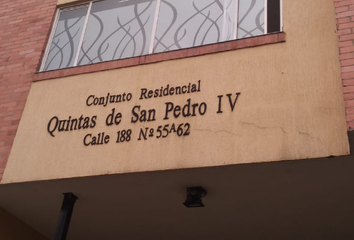 Conjunto Residencial
Quintas de San Pedro IV
Calle 188 Nº 55A62